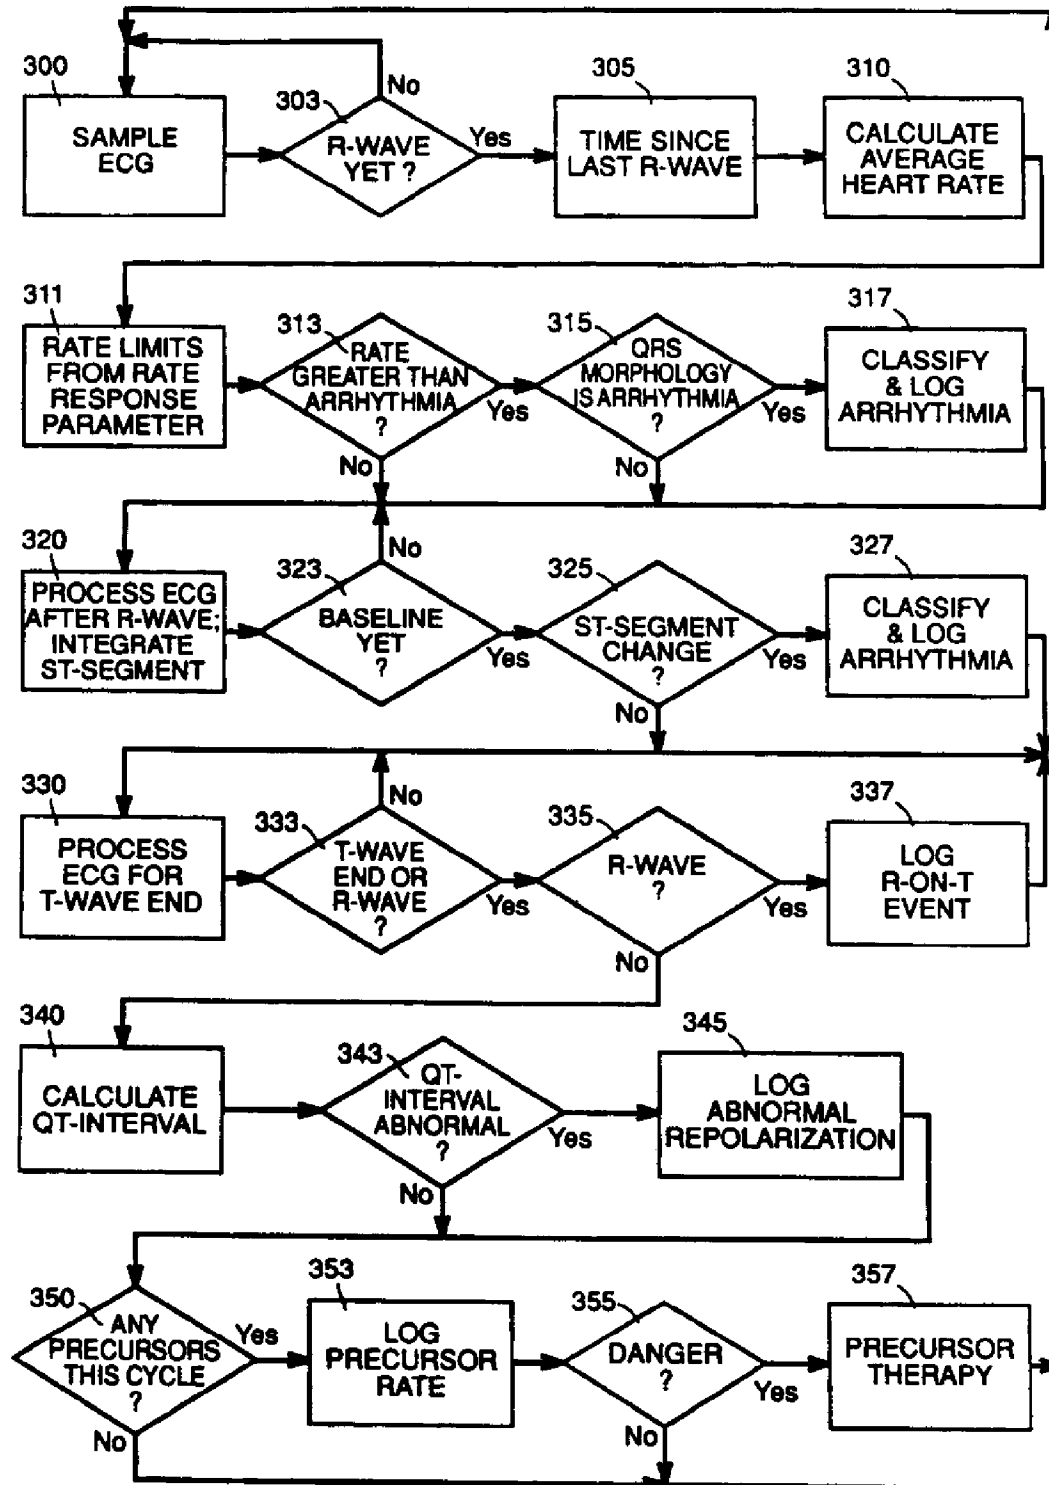 300
SAMPLE
ECG
303
R-WAVE
YET ?
No
Yes
305
TIME SINCE
LAST R-WAVE
310
CALCULATE
AVERAGE
HEART RATE
311
RATE LIMITS
FROM RATE
RESPONSE
PARAMETER
313
RATE
GREATER THAN
ARRHYTHMIA
?
Yes
No
315
QRS
MORPHOLOGY
IS ARRHYTHMIA
?
Yes
No
317
CLASSIFY
& LOG
ARRHYTHMIA
320
PROCESS ECG
AFTER R-WAVE;
INTEGRATE
ST-SEGMENT
323
BASELINE
YET
?
No
Yes
325
ST-SEGMENT
CHANGE
?
Yes
No
327
CLASSIFY
& LOG
ARRHYTHMIA
330
PROCESS
ECG FOR
T-WAVE END
333
T-WAVE
END OR
R-WAVE
?
No
Yes
335
R-WAVE
?
Yes
No
337
LOG
R-ON-T
EVENT
340
CALCULATE
QT-INTERVAL
343
QT-
INTERVAL
ABNORMAL
?
Yes
No
345
LOG
ABNORMAL
REPOLARIZATION
350
ANY
PRECURSORS
THIS CYCLE
?
Yes
No
353
LOG
PRECURSOR
RATE
355
DANGER
?
Yes
No
357
PRECURSOR
THERAPY